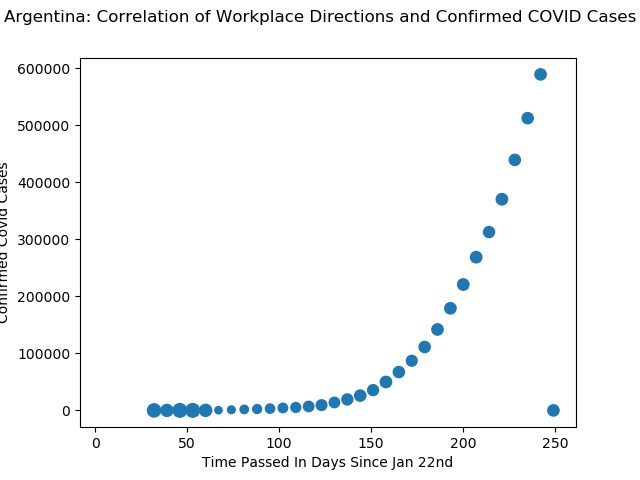 Argentina: Correlation of Workplace Directions and Confirmed COVID Cases
600000
500000
400000
300000
200000
100000
0
Confirmed Covid Cases
0 50 100 150 200 250
Time Passed In Days Since Jan 22nd